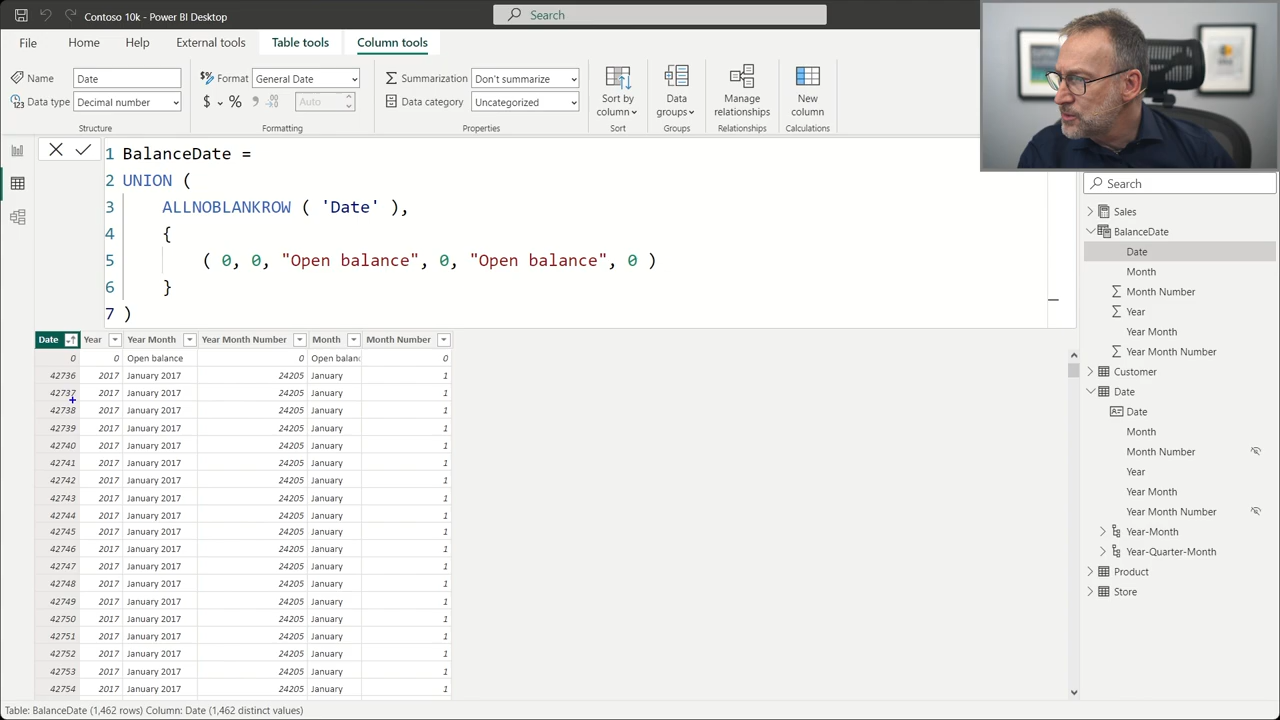 Contoso 10k - Power BI Desktop
Search
File Home Help External tools Table tools Column tools
Name Date
Data type Decimal number
Structure
Format General Date
$ % Auto
Formatting
Summarization Don't summarize
Data category Uncategorized
Properties
Sort by column
Sort
Data groups
Groups
Manage relationships
Relationships
New column
Calculations
1 BalanceDate =
2 UNION (
3 ALLNOBLANKROW ( 'Date' ),
4 {
5 ( 0, 0, "Open balance", 0, "Open balance", 0 )
6 }
7 )
Date Year Year Month Year Month Number Month Month Number
0 0 Open balance 0 Open balanc 0
42736 2017 January 2017 24205 January 1
42737 2017 January 2017 24205 January 1
42738 2017 January 2017 24205 January 1
42739 2017 January 2017 24205 January 1
42740 2017 January 2017 24205 January 1
42741 2017 January 2017 24205 January 1
42742 2017 January 2017 24205 January 1
42743 2017 January 2017 24205 January 1
42744 2017 January 2017 24205 January 1
42745 2017 January 2017 24205 January 1
42746 2017 January 2017 24205 January 1
42747 2017 January 2017 24205 January 1
42748 2017 January 2017 24205 January 1
42749 2017 January 2017 24205 January 1
42750 2017 January 2017 24205 January 1
42751 2017 January 2017 24205 January 1
42752 2017 January 2017 24205 January 1
42753 2017 January 2017 24205 January 1
42754 2017 January 2017 24205 January 1
Search
Sales
BalanceDate
Date
Month
Month Number
Year
Year Month
Year Month Number
Customer
Date
Date
Month
Month Number
Year
Year Month
Year Month Number
Year-Month
Year-Quarter-Month
Product
Store
Table: BalanceDate (1,462 rows) Column: Date (1,462 distinct values)